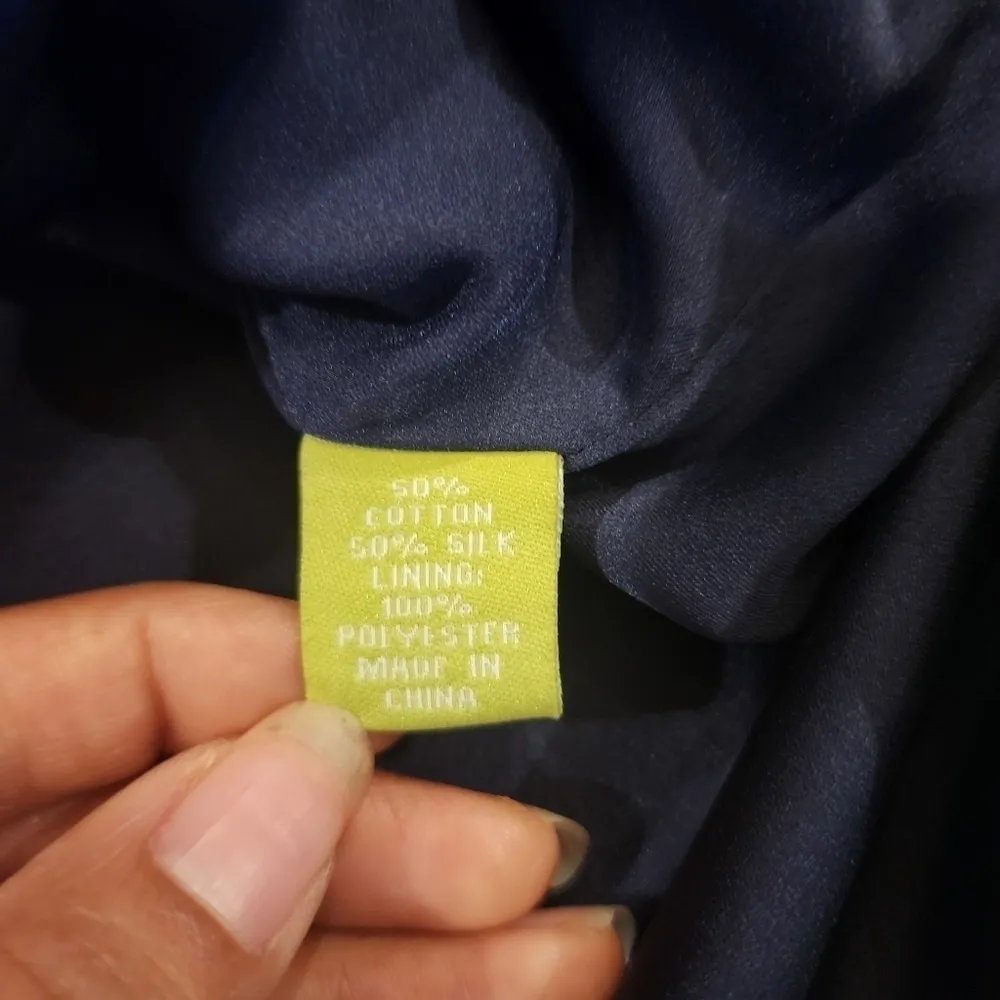 50%
COTTON
50% SILK
LINING:
100%
POLYESTER
MADE IN
CHINA